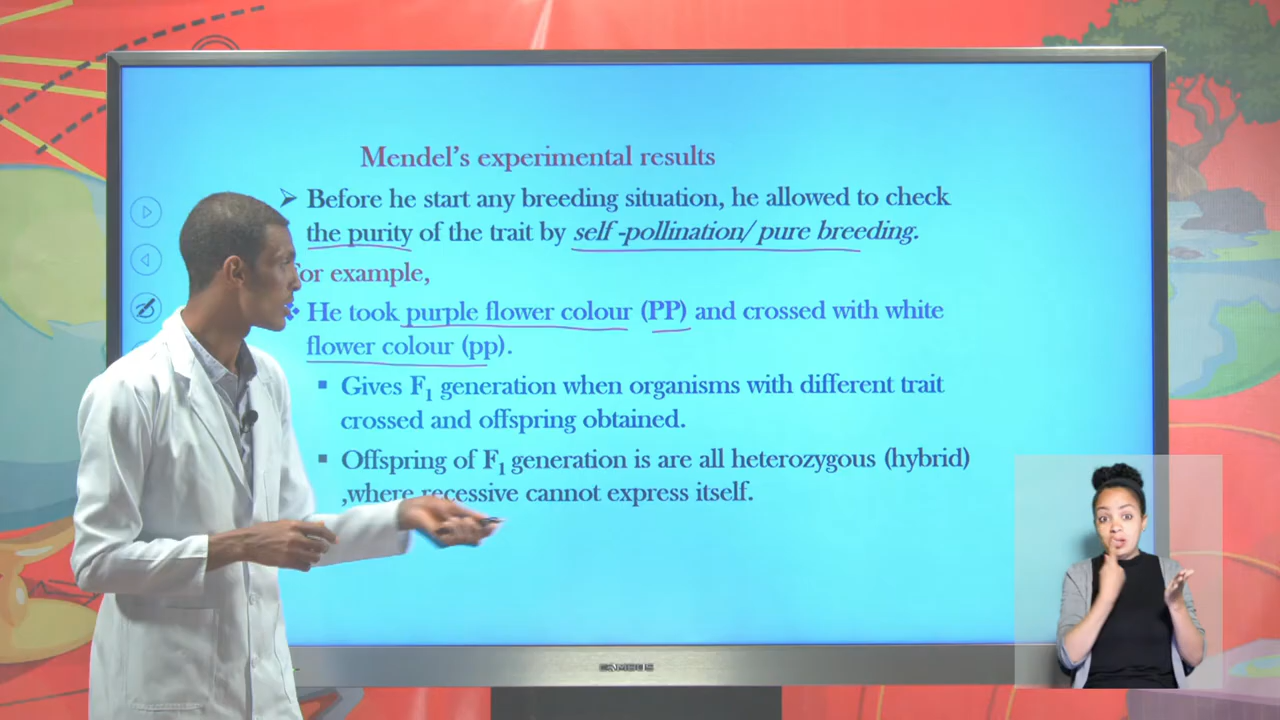 Mendel's experimental results
➢ Before he start any breeding situation, he allowed to check
the purity of the trait by self -pollination/ pure breeding.
or example,
❖ He took purple flower colour (PP) and crossed with white
flower colour (pp).
▪ Gives F₁ generation when organisms with different trait
crossed and offspring obtained.
▪ Offspring of F₁ generation is are all heterozygous (hybrid)
,where recessive cannot express itself.